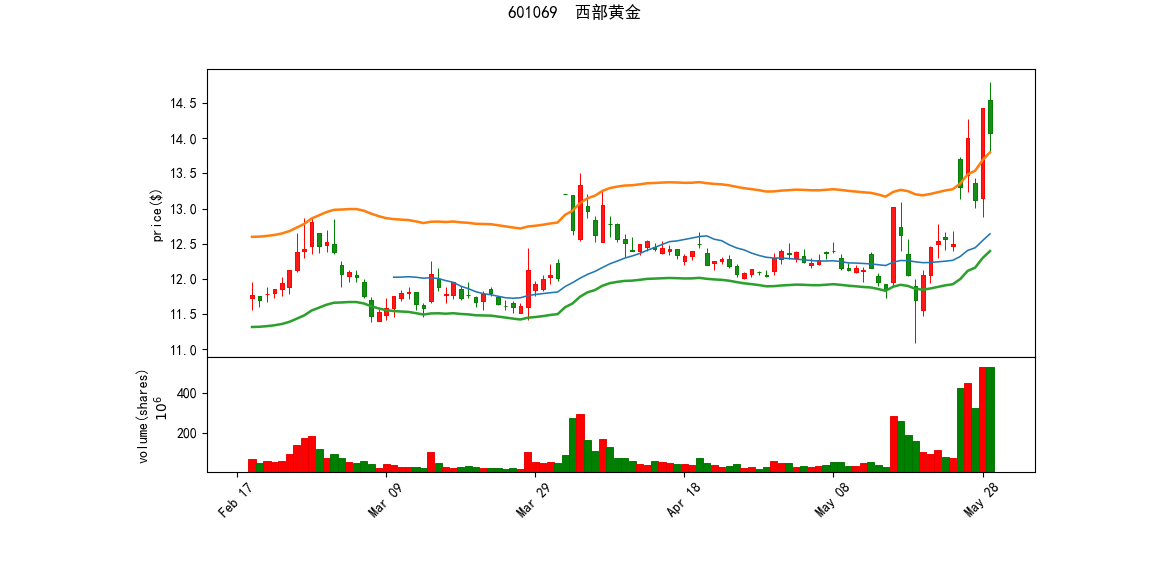 601069 西部黄金
14.5
14.0
13.5
13.0
12.5
12.0
11.5
11.0
price($)
400
200
volume(shares)
10^6
Feb 17
Mar 09
Mar 29
Apr 18
May 08
May 28